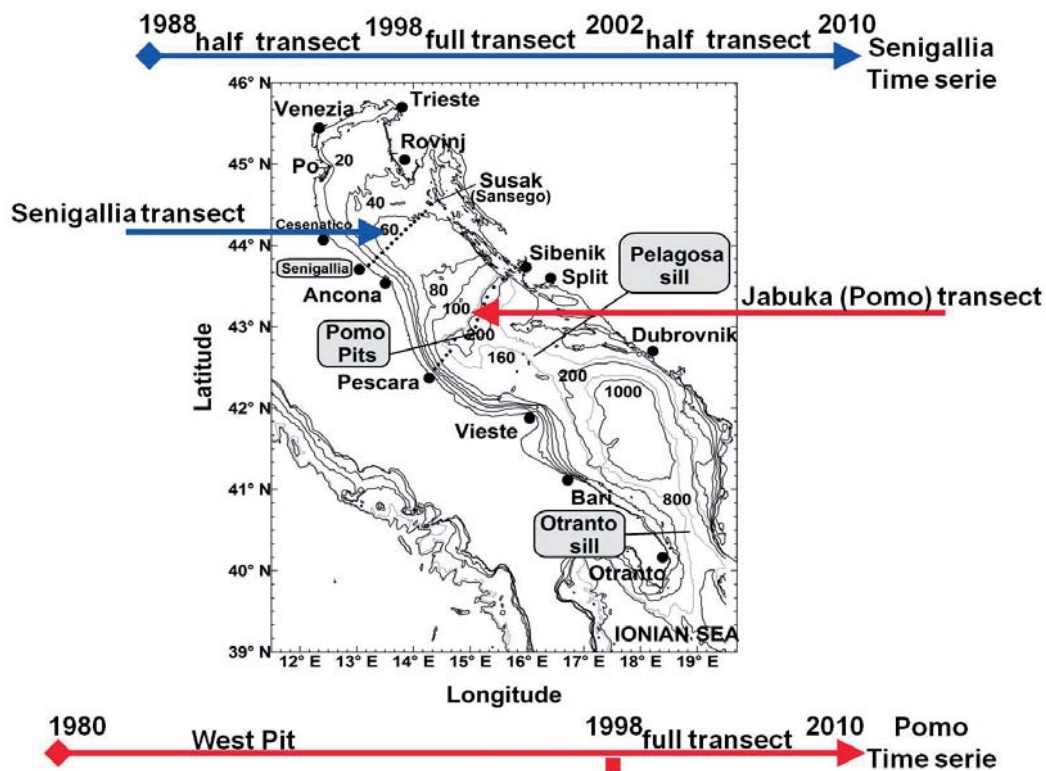 1988 half transect 1998 full transect 2002 half transect 2010
Senigallia
Time serie
46° N
Venezia
Trieste
Rovinj
45° N
Po
20
Susak
(Sansego)
40
Senigallia transect
Cesenatico
60
44° N
Sibenik
Pelagosa
sill
Senigallia
Split
Ancona
80
100
Jabuka (Pomo) transect
43° N
Pomo
Pits
200
Dubrovnik
160
Pescara
200
1000
42° N
Vieste
Latitude
41° N
Bari
800
Otranto
sill
40° N
Otranto
IONIAN SEA
39° N
12° E 13° E 14° E 15° E 16° E 17° E 18° E 19° E
Longitude
1980 West Pit 1998 full transect 2010
Pomo
Time serie